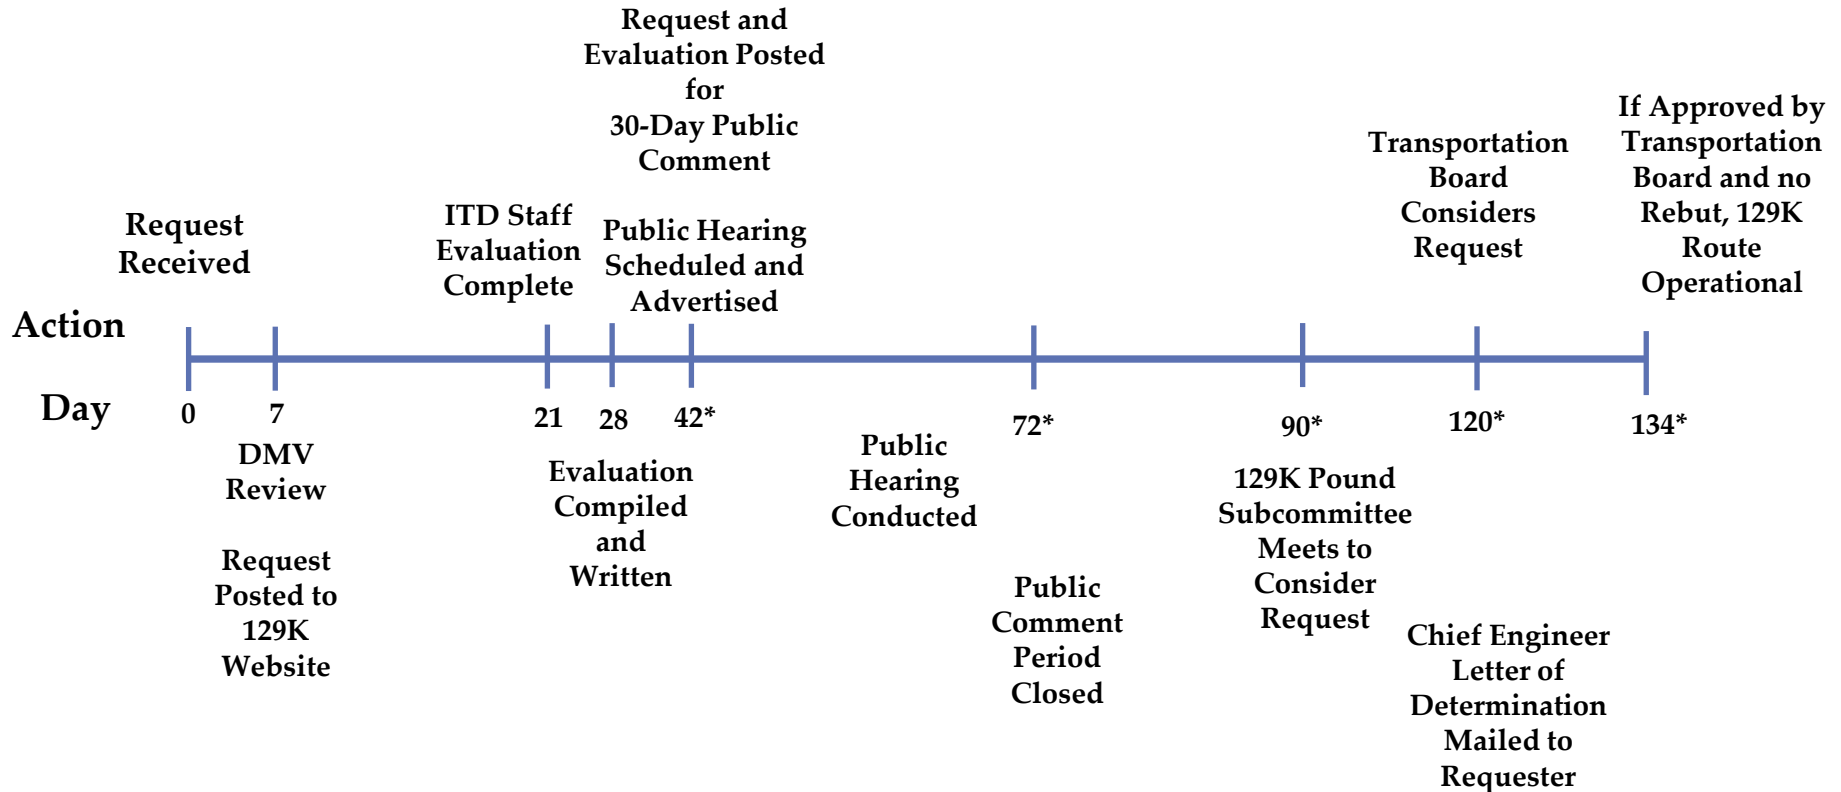 Request and
Evaluation Posted
for
30-Day Public
Comment
Public Hearing
Scheduled and
Advertised
Request
Received
ITD Staff
Evaluation
Complete
Transportation
Board
Considers
Request
If Approved by
Transportation
Board and no
Rebut, 129K
Route
Operational
Action
Day
0
7
21
28
42*
72*
90*
120*
134*
DMV
Review
Request
Posted to
129K
Website
Evaluation
Compiled
and
Written
Public
Hearing
Conducted
Public
Comment
Period
Closed
129K Pound
Subcommittee
Meets to
Consider
Request
Chief Engineer
Letter of
Determination
Mailed to
Requester